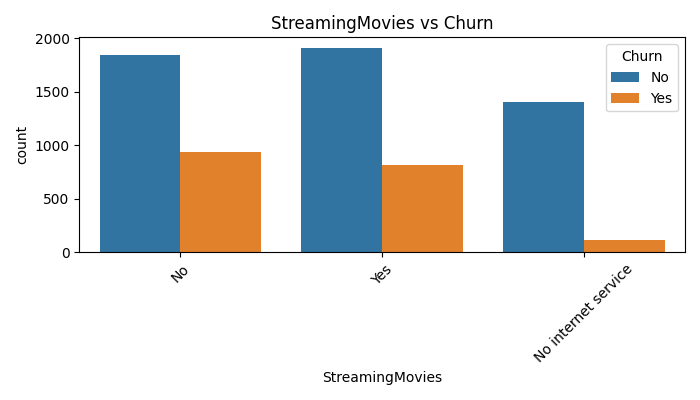 StreamingMovies vs Churn
Churn
No
Yes
count
2000
1500
1000
500
0
No
Yes
No internet service
StreamingMovies